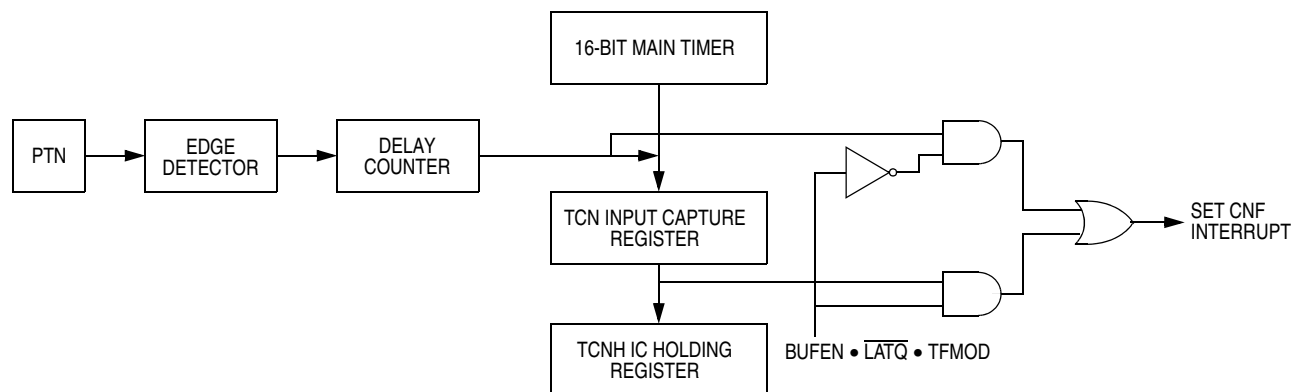 16-BIT MAIN TIMER
PTN
EDGE
DETECTOR
DELAY
COUNTER
TCN INPUT CAPTURE
REGISTER
SET CNF
INTERRUPT
TCNH IC HOLDING
REGISTER
BUFEN • L̅A̅T̅Q̅ • TFMOD